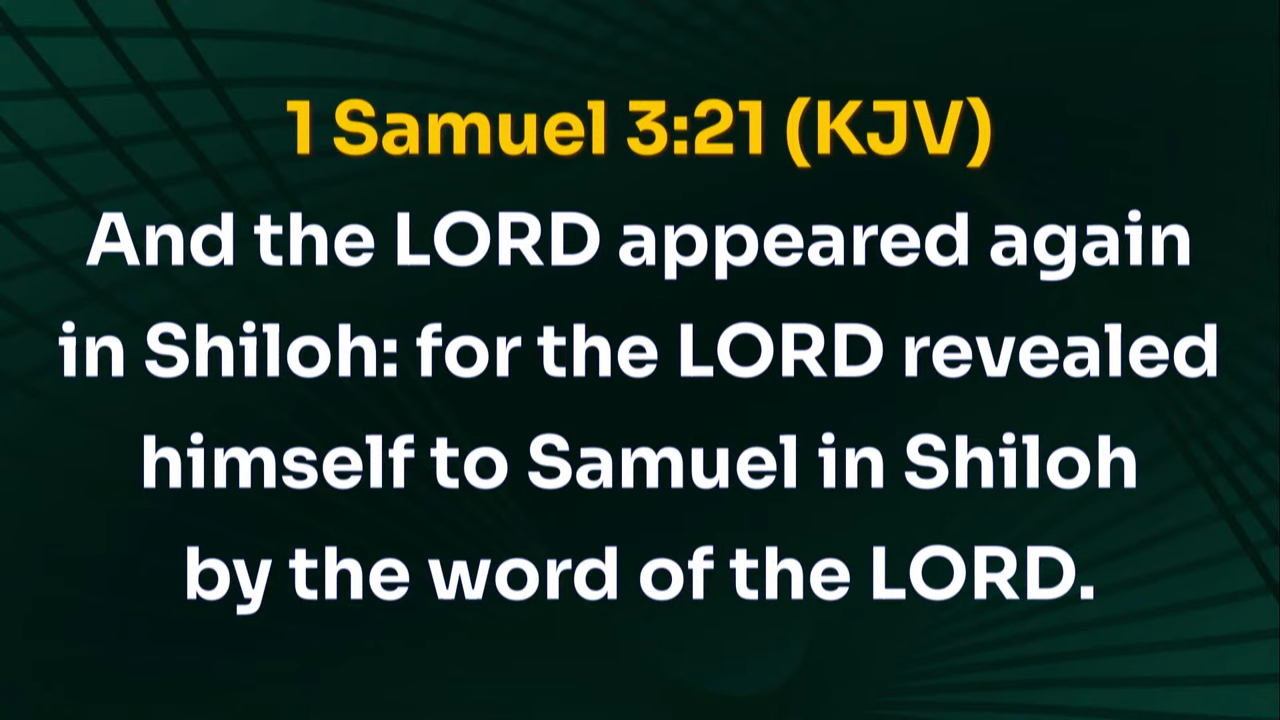 1 Samuel 3:21 (KJV)
And the LORD appeared again
in Shiloh: for the LORD revealed
himself to Samuel in Shiloh
by the word of the LORD.